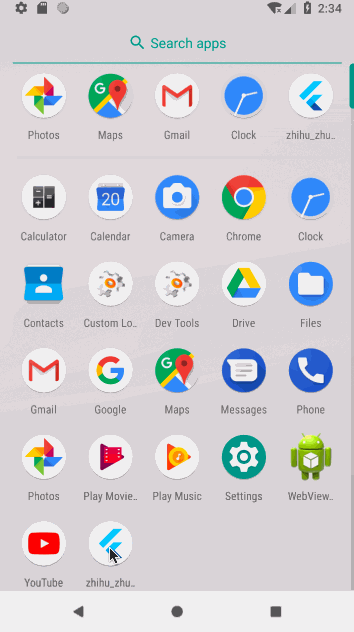 2:34
Search apps
Photos Maps Gmail Clock zhihu_zhu..
Calculator Calendar Camera Chrome Clock
20
Contacts Custom Lo.. Dev Tools Drive Files
Gmail Google Maps Messages Phone
Photos Play Movie.. Play Music Settings WebView..
YouTube zhihu_zhu..